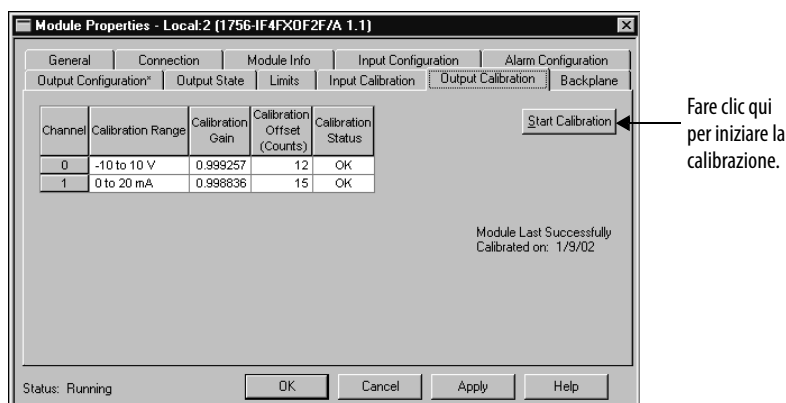 Module Properties - Local:2 (1756-IF4FXOF2F/A 1.1)
General Connection Module Info Input Configuration Alarm Configuration
Output Configuration* Output State Limits Input Calibration Output Calibration Backplane
Channel Calibration Range Calibration Gain Calibration Offset (Counts) Calibration Status
0 -10 to 10 V 0.999257 12 OK
1 0 to 20 mA 0.998836 15 OK
Start Calibration
Fare clic qui
per iniziare la
calibrazione.
Module Last Successfully
Calibrated on: 1/9/02
Status: Running
OK Cancel Apply Help